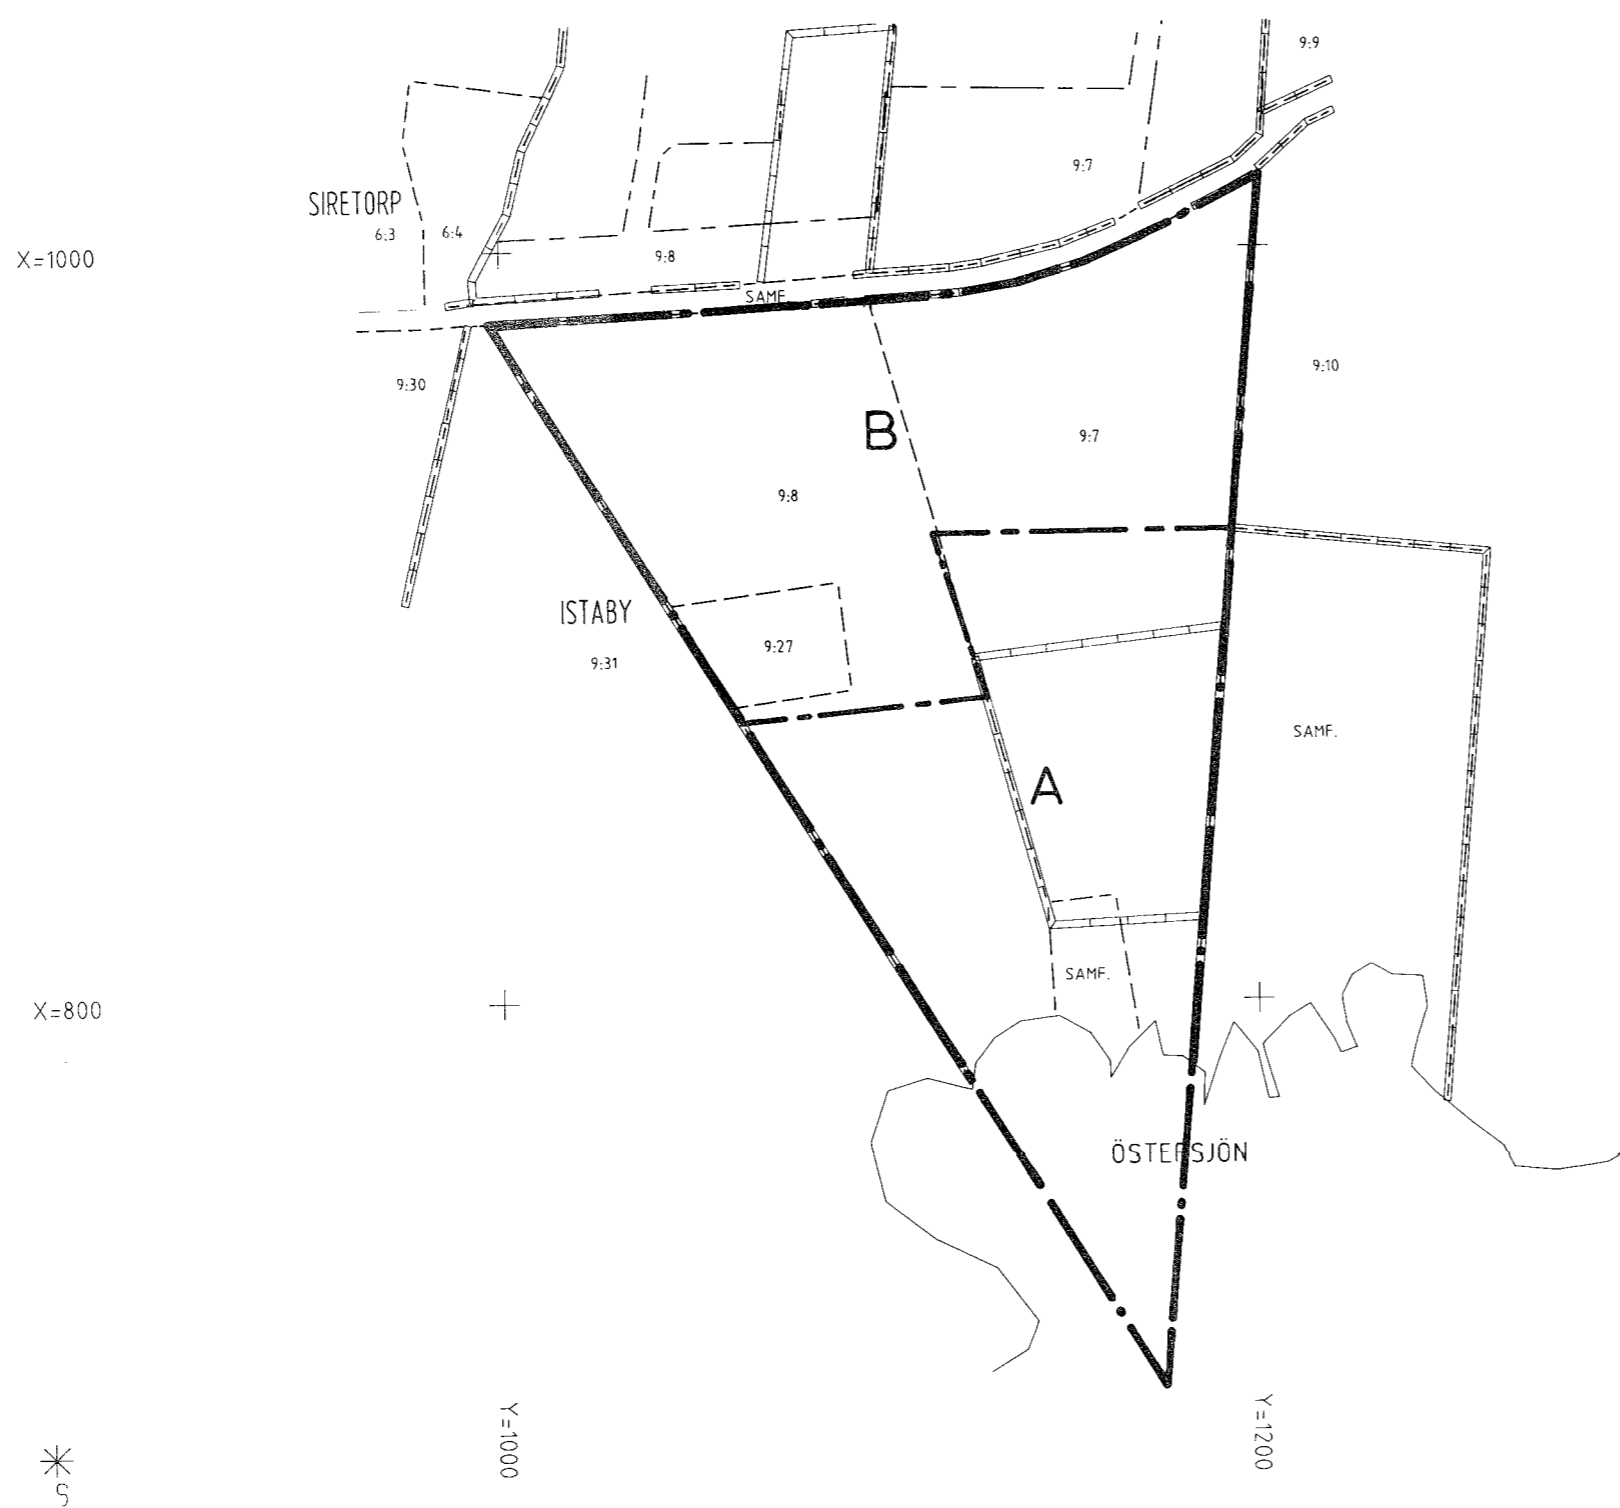 9:9
9:7
SIRETORP
6:3
6:4
X=1000
9:8
SAMF.
9:30
9:10
B
9:7
9:8
ISTABY
9:27
9:31
SAMF.
A
SAMF.
X=800
ÖSTERSJÖN
Y=1000
Y=1200
S